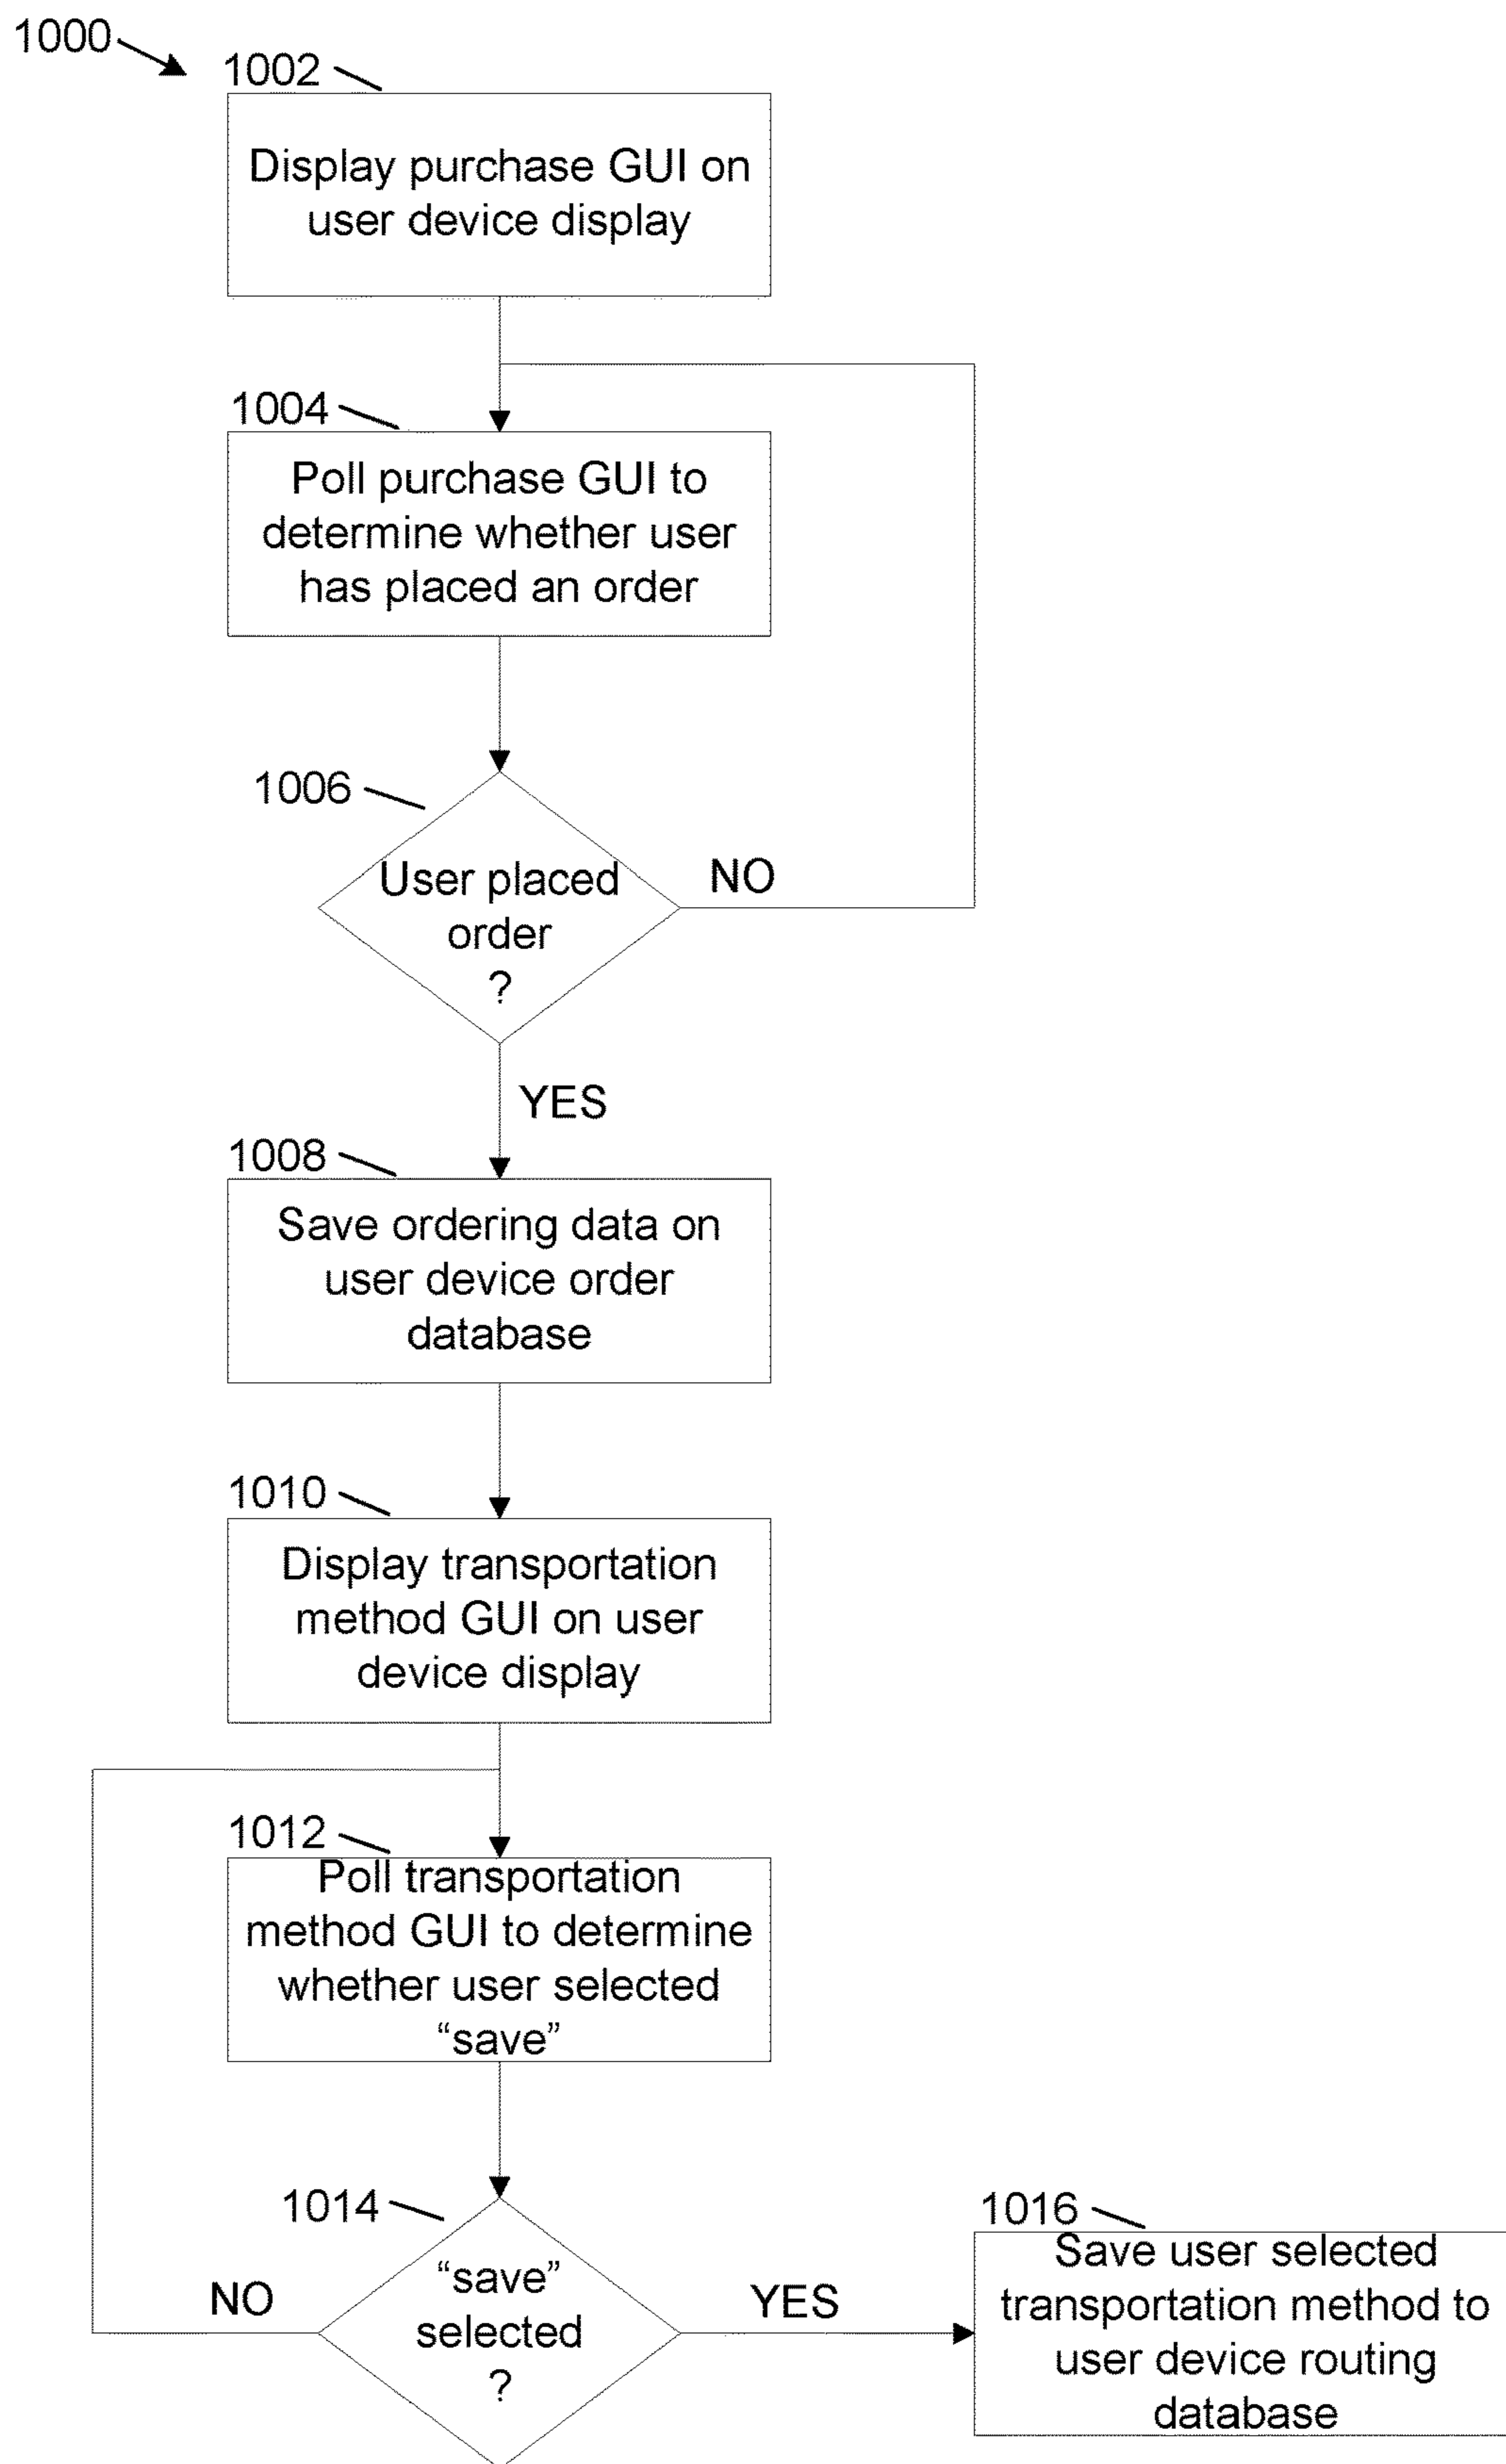 1000
1002
Display purchase GUI on
user device display
1004
Poll purchase GUI to
determine whether user
has placed an order
1006
User placed
order
?
NO
YES
1008
Save ordering data on
user device order
database
1010
Display transportation
method GUI on user
device display
1012
Poll transportation
method GUI to determine
whether user selected
“save”
1014
“save”
selected
?
NO
YES
1016
Save user selected
transportation method to
user device routing
database